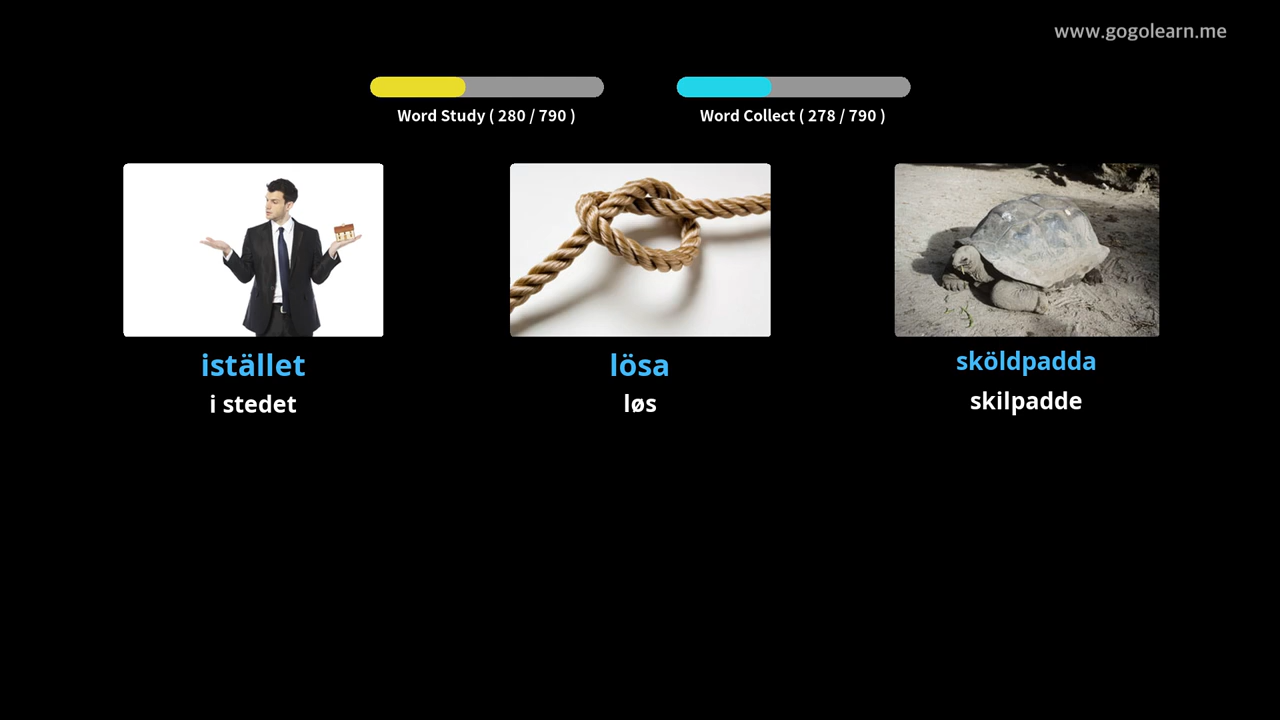 www.gogolearn.me
Word Study ( 280 / 790 )
Word Collect ( 278 / 790 )
istället
i stedet
lösa
løs
sköldpadda
skilpadde